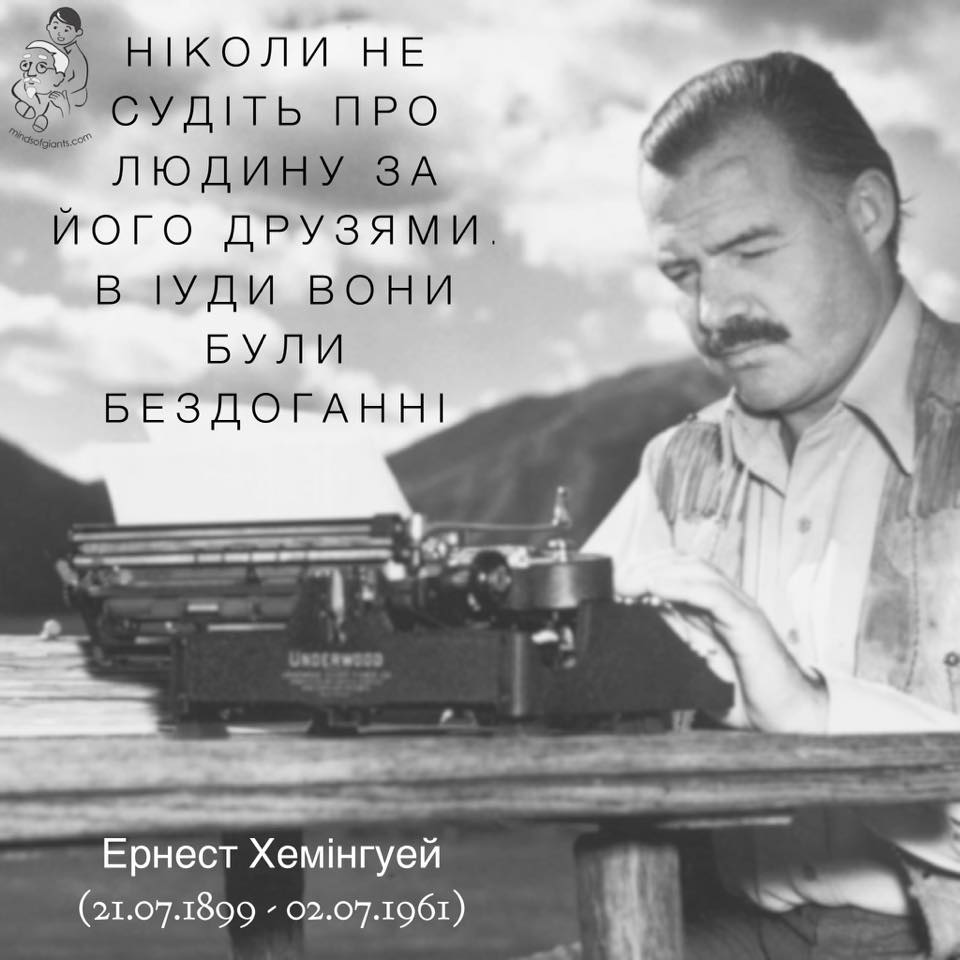 mindsofgiants.com
НІКОЛИ НЕ
СУДІТЬ ПРО
ЛЮДИНУ ЗА
ЙОГО ДРУЗЯМИ.
В ІУДИ ВОНИ
БУЛИ
БЕЗДОГАННІ
UNDERWOOD
Ернест Хемінгуей
(21.07.1899 - 02.07.1961)